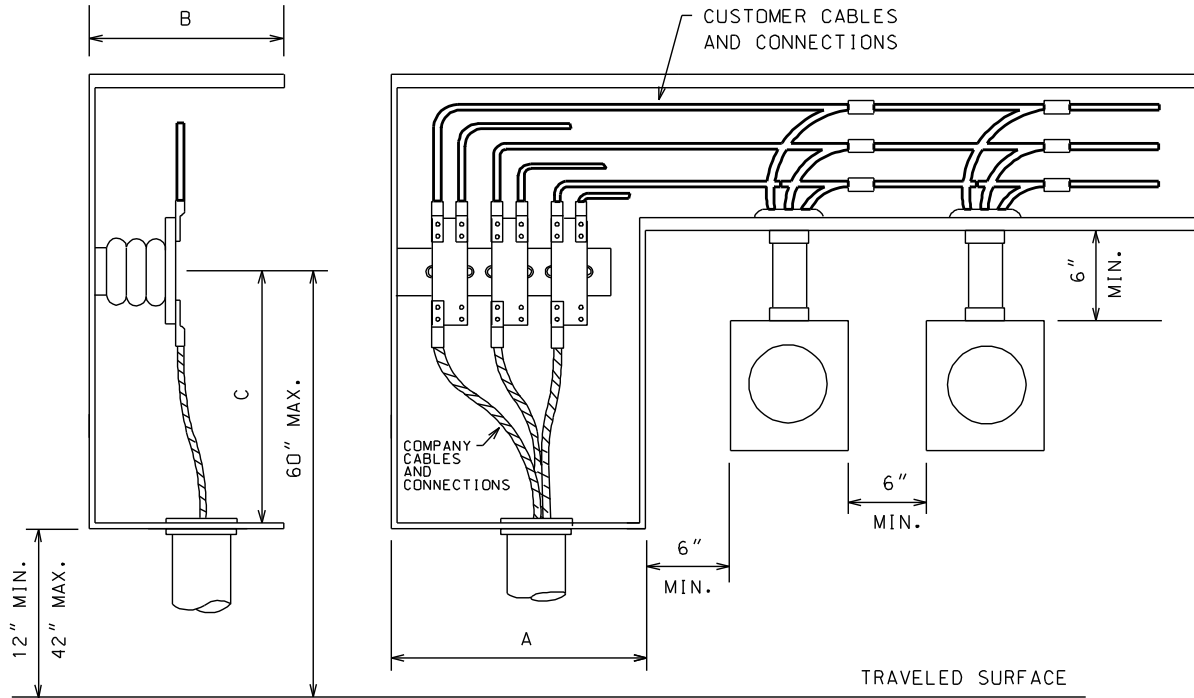 B
CUSTOMER CABLES
AND CONNECTIONS
6" MIN.
C
60" MAX.
COMPANY
CABLES
AND
CONNECTIONS
6"
MIN.
6"
MIN.
12" MIN.
42" MAX.
A
TRAVELED SURFACE